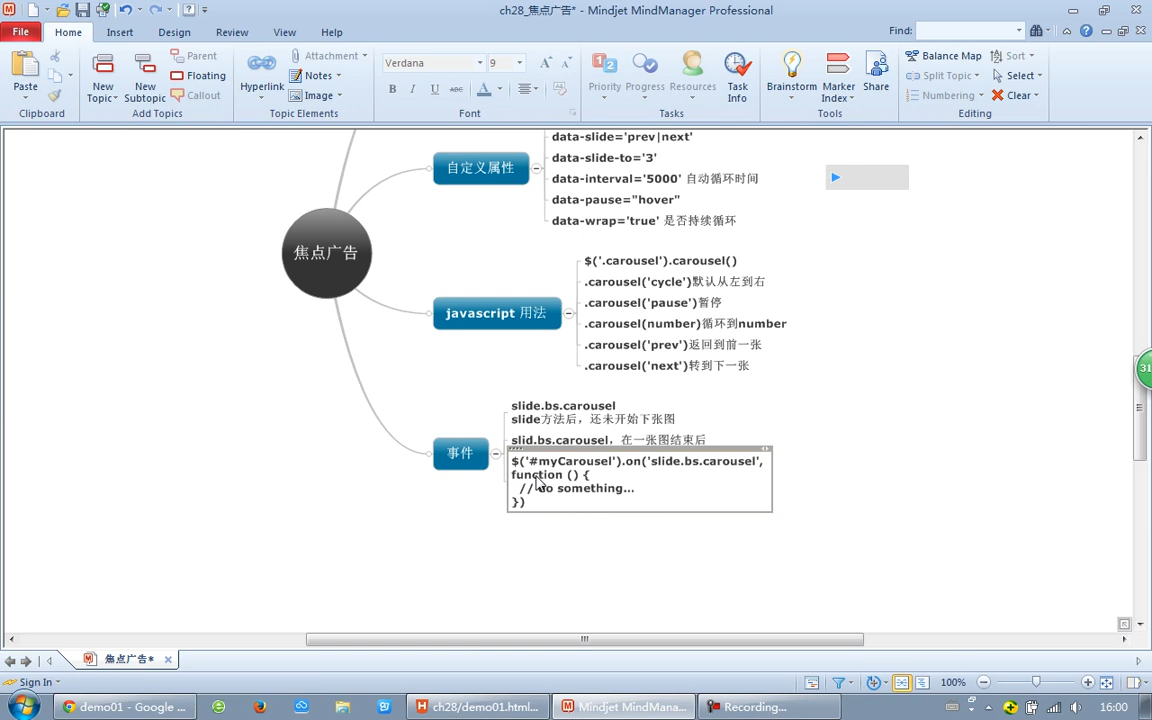 ch28_焦点广告* - Mindjet MindManager Professional
File
Home
Insert
Design
Review
View
Help
Find:
Paste
New Topic
New Subtopic
Parent
Floating
Callout
Hyperlink
Attachment
Notes
Image
Verdana
9
B I U ABC A
Priority
Progress
Resources
Task Info
Brainstorm
Marker Index
Share
Balance Map
Split Topic
Numbering
Sort
Select
Clear
Clipboard
Add Topics
Topic Elements
Font
Tasks
Tools
Editing
焦点广告
自定义属性
data-slide='prev|next'
data-slide-to='3'
data-interval='5000' 自动循环时间
data-pause="hover"
data-wrap='true' 是否持续循环
javascript 用法
$('.carousel').carousel()
.carousel('cycle')默认从左到右
.carousel('pause')暂停
.carousel(number)循环到number
.carousel('prev')返回到前一张
.carousel('next')转到下一张
事件
slide.bs.carousel
slide方法后，还未开始下张图
slid.bs.carousel，在一张图结束后
$('#myCarousel').on('slide.bs.carousel',
function () {
// do something...
})
31
焦点广告*
Sign In
100%
demo01 - Google ...
ch28/demo01.html...
Mindjet MindMana...
Recording...
16:00